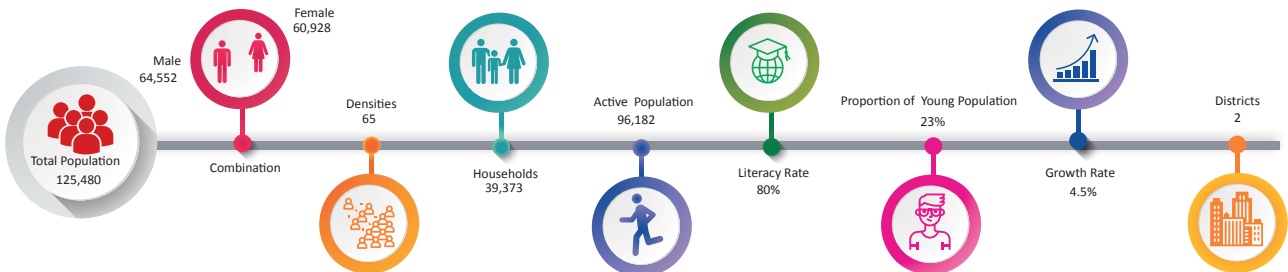 Total Population
125,480
Male
64,552
Female
60,928
Combination
Densities
65
Households
39,373
Active Population
96,182
Literacy Rate
80%
Proportion of Young Population
23%
Growth Rate
4.5%
Districts
2